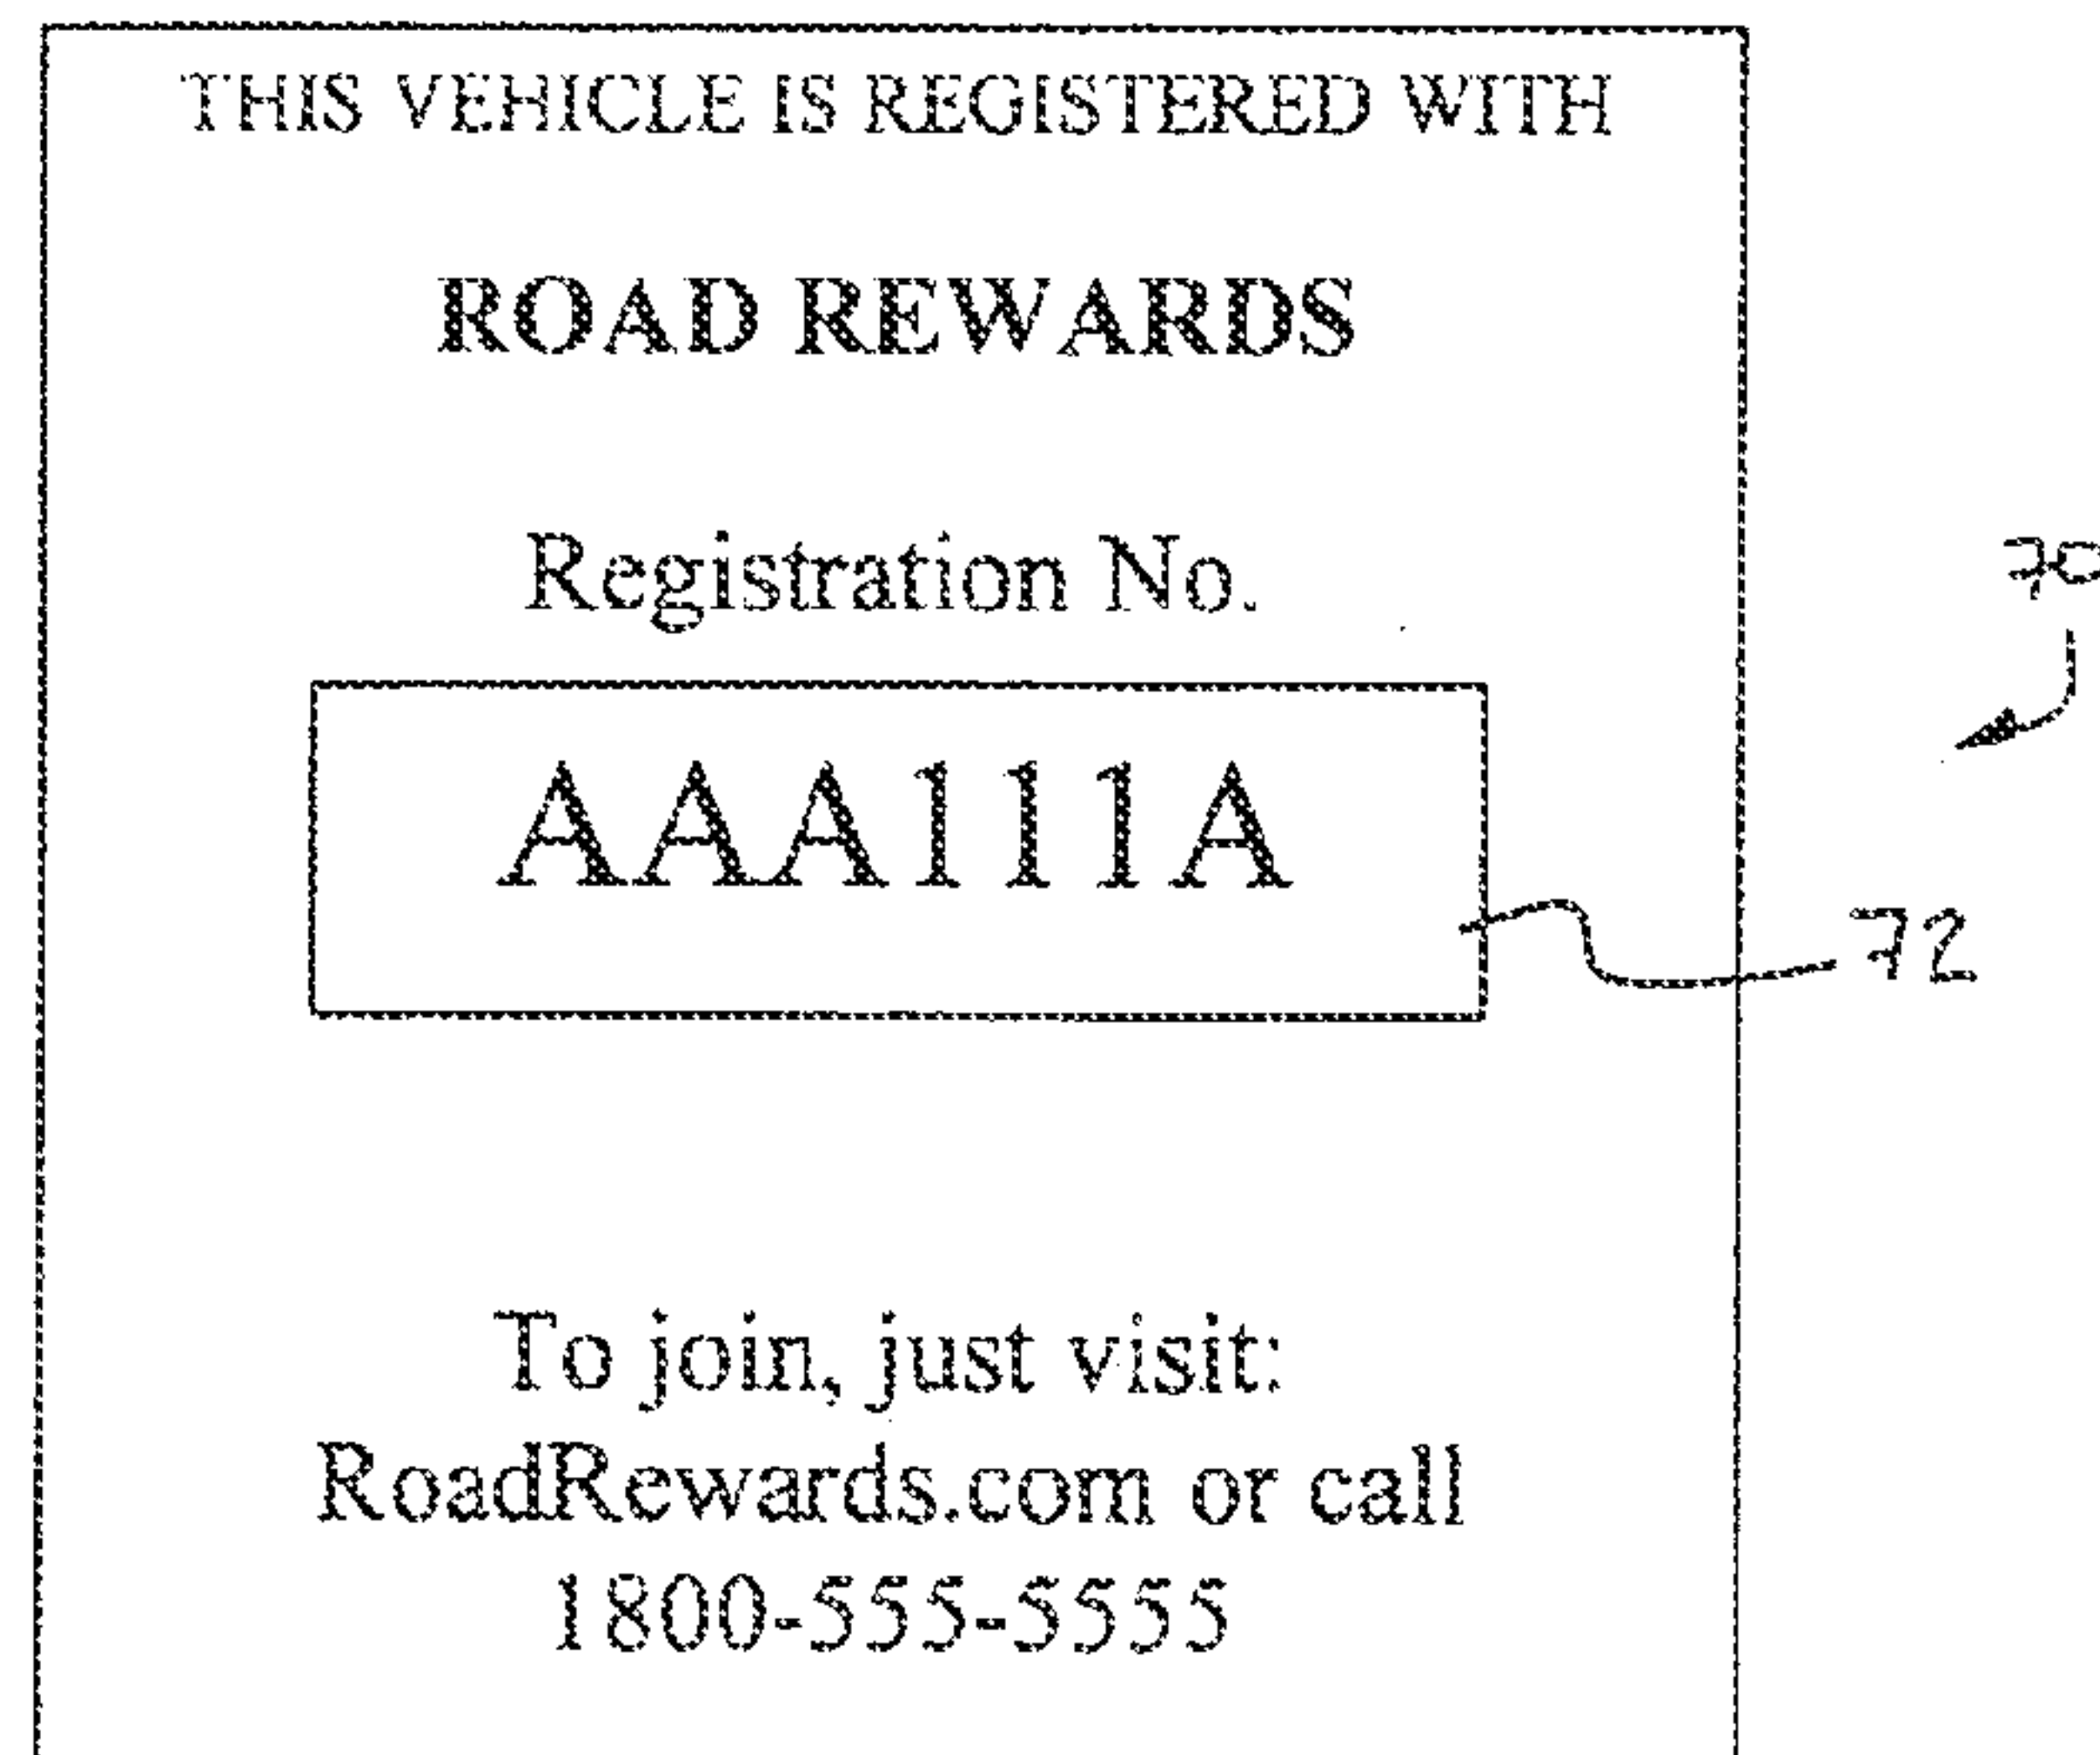 THIS VEHICLE IS REGISTERED WITH
ROAD REWARDS
Registration No.
70
AAA111A
72
To join, just visit:
RoadRewards.com or call
1800-555-5555